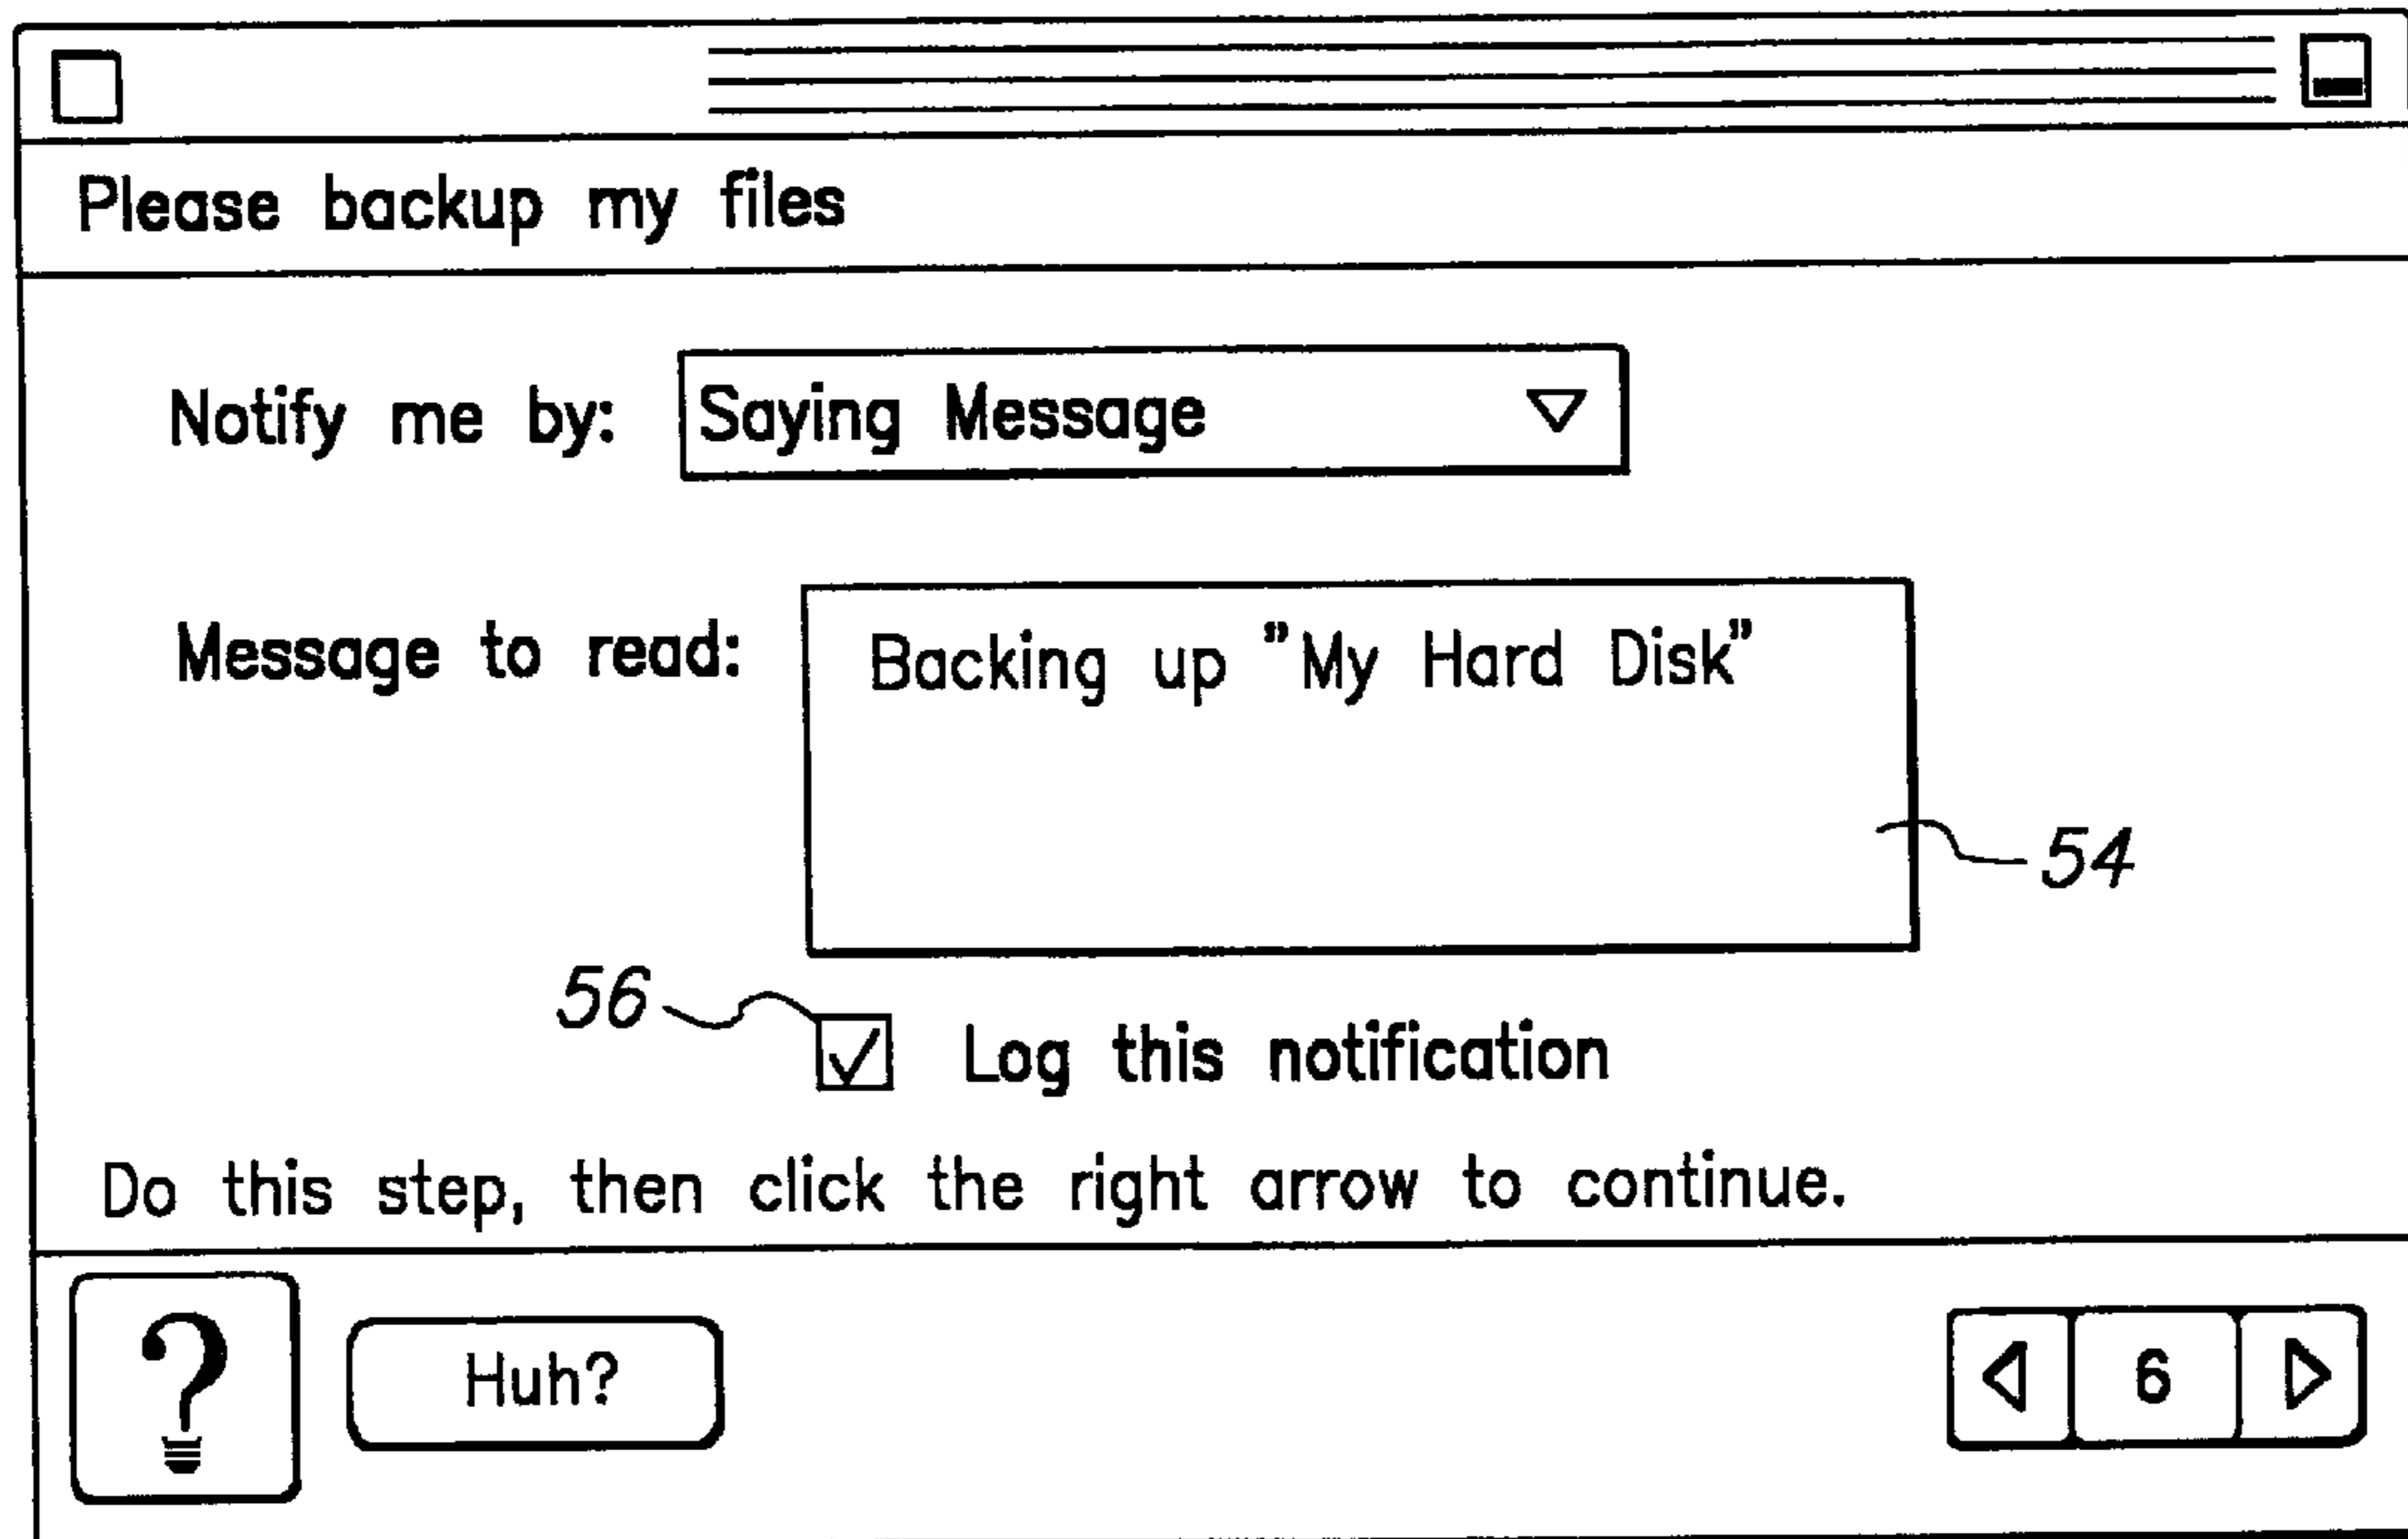 Please backup my files
Notify me by: Saying Message
Message to read: Backing up "My Hard Disk"
54
56
Log this notification
Do this step, then click the right arrow to continue.
? Huh? 6